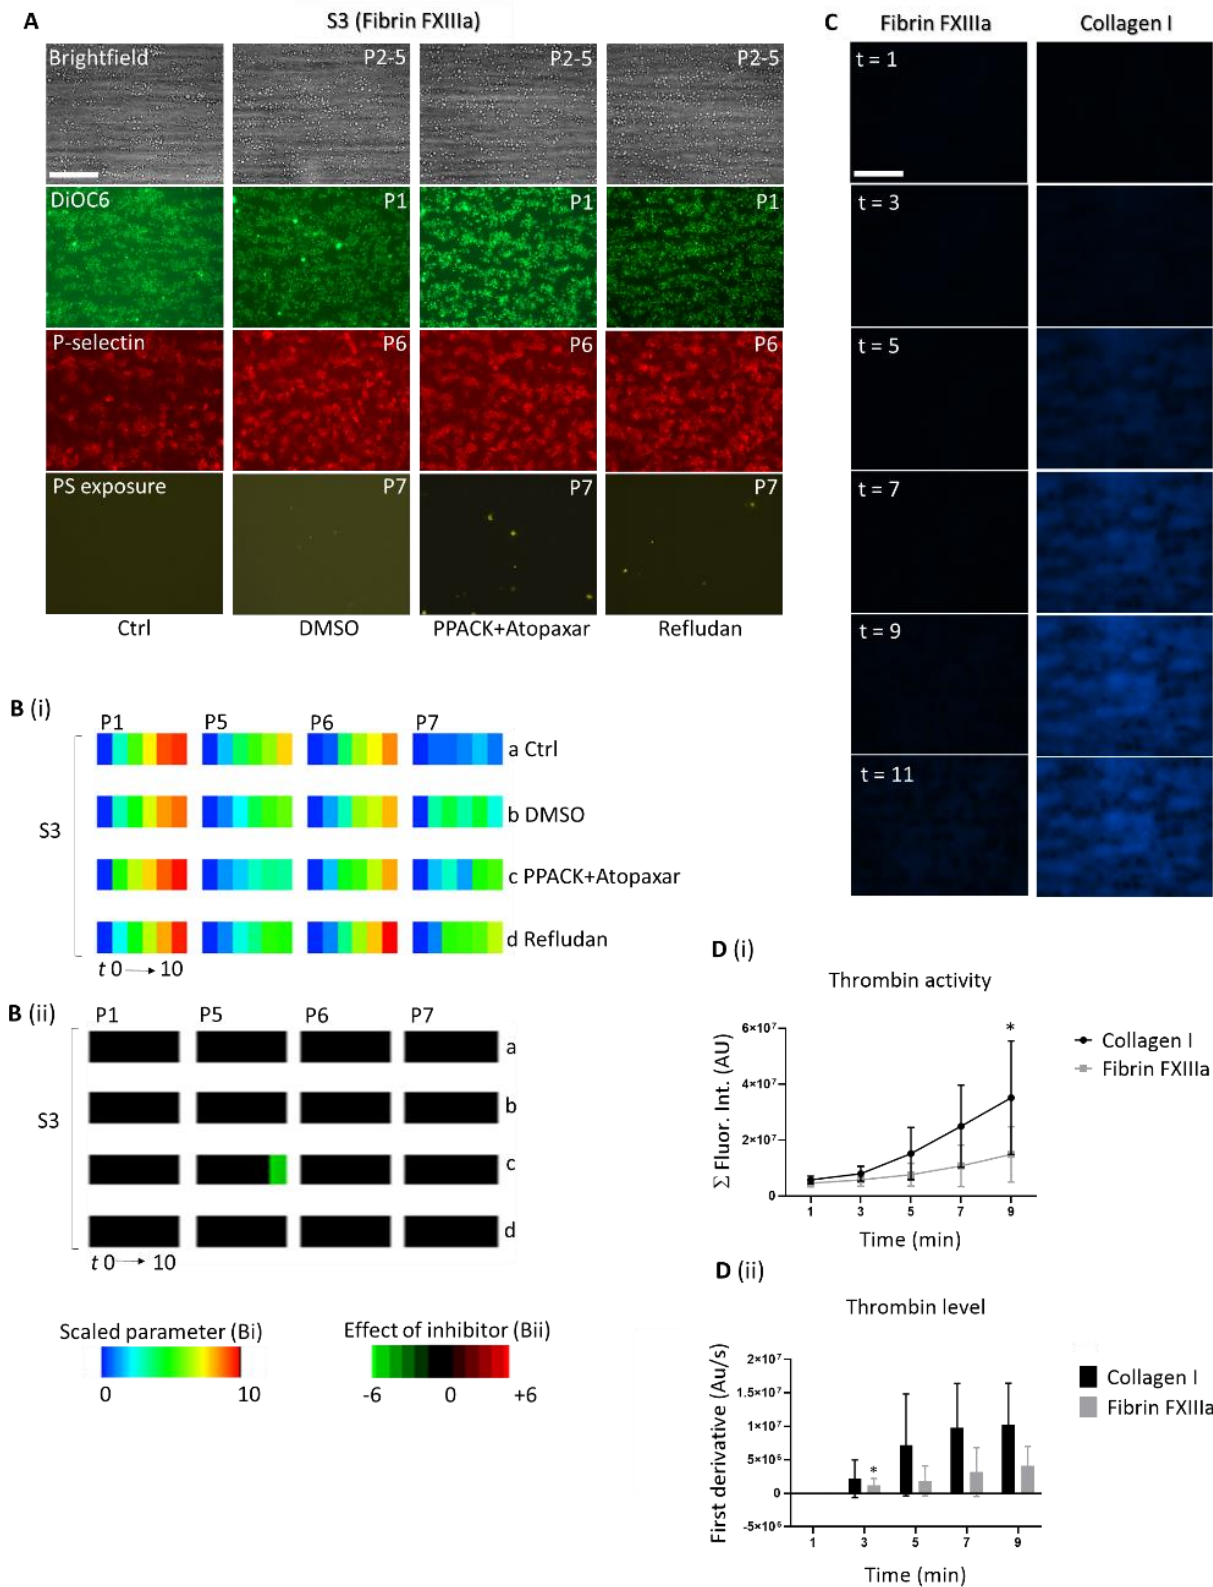 A
S3 (Fibrin FXIIIa)
Brightfield
P2-5
P2-5
P2-5
DiOC6
P1
P1
P1
P-selectin
P6
P6
P6
PS exposure
P7
P7
P7
Ctrl
DMSO
PPACK+Atopaxar
Refludan
C
Fibrin FXIIIa
Collagen I
t = 1
t = 3
t = 5
t = 7
t = 9
t = 11
B (i)
P1
P5
P6
P7
S3
a Ctrl
b DMSO
c PPACK+Atopaxar
d Refludan
t 0 → 10
B (ii)
P1
P5
P6
P7
S3
a
b
c
d
t 0 → 10
Scaled parameter (Bi)
0
10
Effect of inhibitor (Bii)
-6
0
+6
D (i)
Thrombin activity
Σ Fluor. Int. (AU)
6×10⁷
4×10⁷
2×10⁷
0
*
1
3
5
7
9
Time (min)
Collagen I
Fibrin FXIIIa
D (ii)
Thrombin level
First derivative (Au/s)
2×10⁷
1.5×10⁷
1×10⁷
5×10⁶
0
-5×10⁶
*
1
3
5
7
9
Time (min)
Collagen I
Fibrin FXIIIa